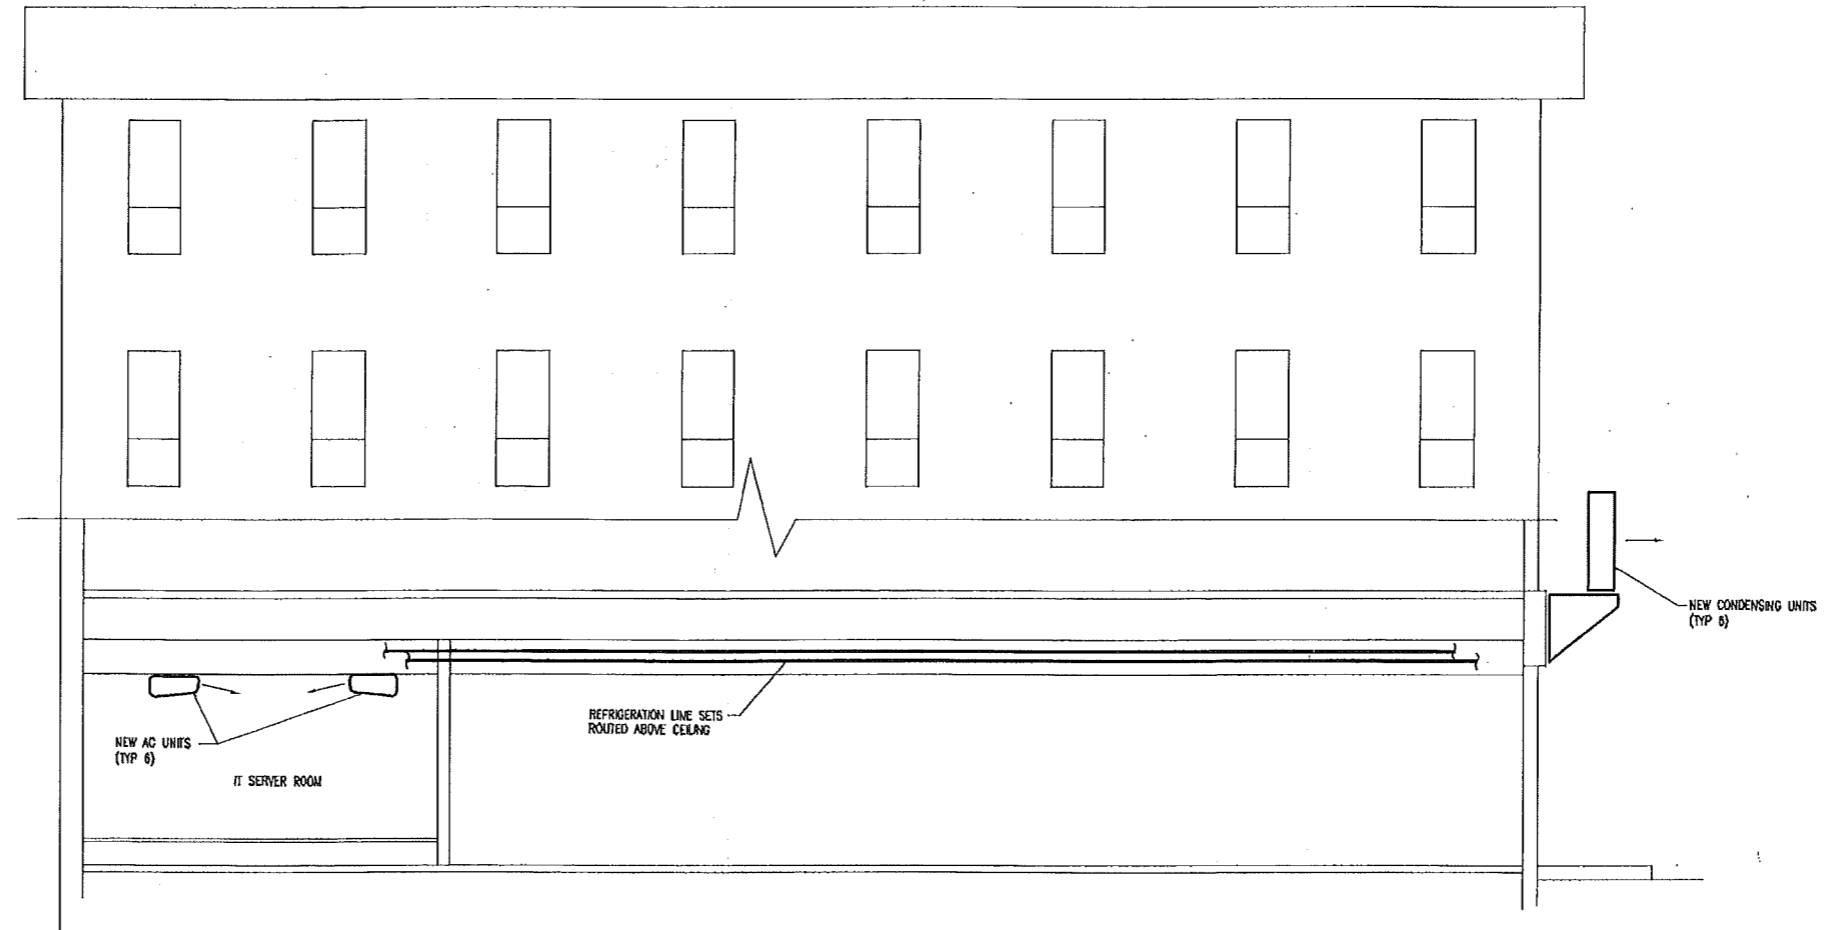 NEW CONDENSING UNITS
(TYP 6)
REFRIGERATION LINE SETS
ROUTED ABOVE CEILING
NEW AC UNITS
(TYP 6)
IT SERVER ROOM